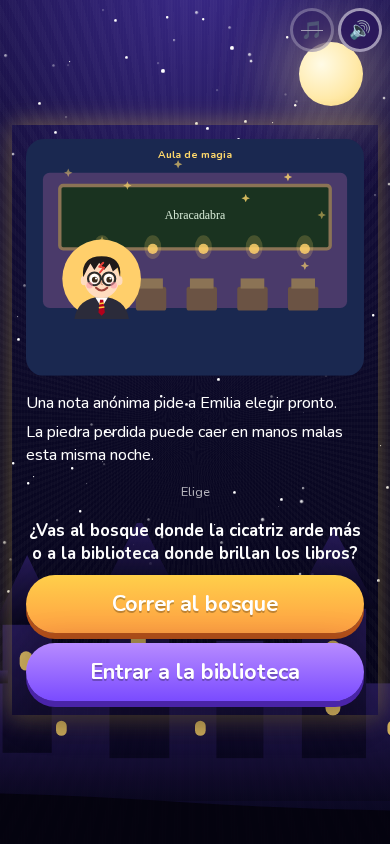 Aula de magia
Abracadabra
Una nota anónima pide a Emilia elegir pronto.
La piedra perdida puede caer en manos malas
esta misma noche.
Elige
¿Vas al bosque donde la cicatriz arde más
o a la biblioteca donde brillan los libros?
Correr al bosque
Entrar a la biblioteca